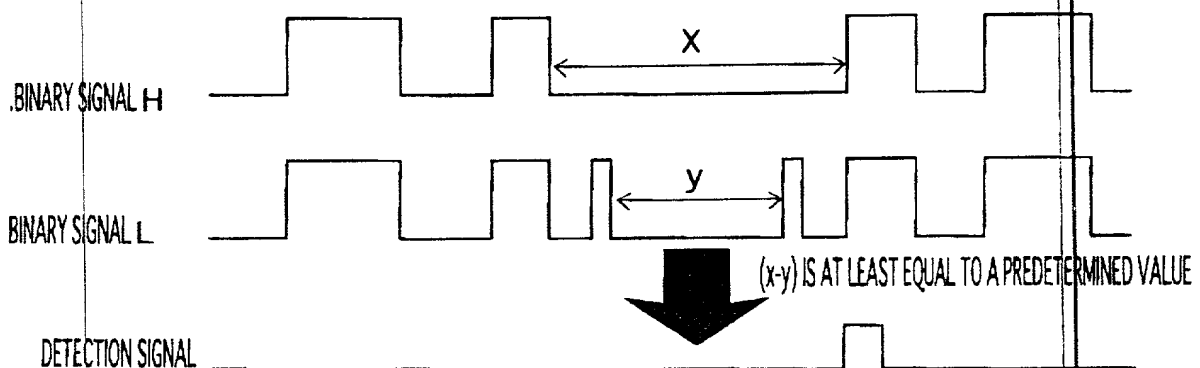 X
.BINARY SIGNAL H
y
BINARY SIGNAL L
(x-y) IS AT LEAST EQUAL TO A PREDETERMINED VALUE
DETECTION SIGNAL